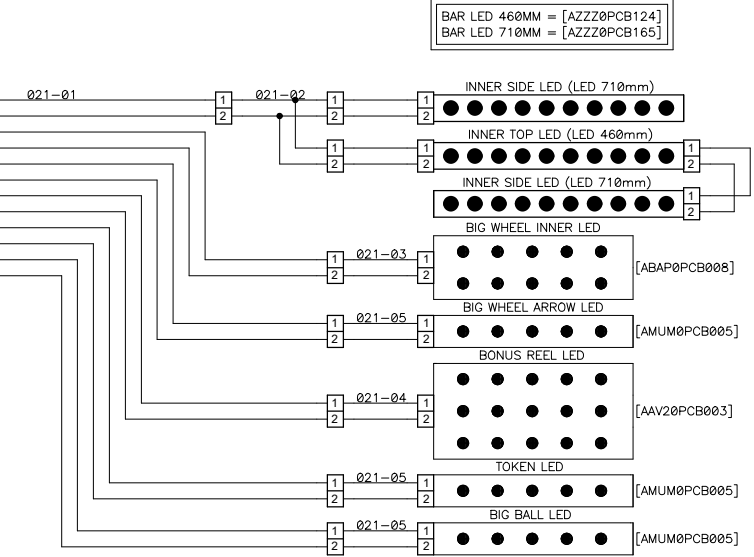 BAR LED 460MM = [AZZZ0PCB124]
BAR LED 710MM = [AZZZ0PCB165]
INNER SIDE LED (LED 710mm)
021-01 1 021-02 1 1
2 2 2
INNER TOP LED (LED 460mm)
1 1 1
2 2 2
INNER SIDE LED (LED 710mm)
1
2
BIG WHEEL INNER LED
1 021-03 1
2 2 [ABAP0PCB008]
BIG WHEEL ARROW LED
1 021-05 1
2 2 [AMUM0PCB005]
BONUS REEL LED
1 021-04 1 [AAV20PCB003]
2 2
TOKEN LED
1 021-05 1
2 2 [AMUM0PCB005]
BIG BALL LED
1 021-05 1
2 2 [AMUM0PCB005]